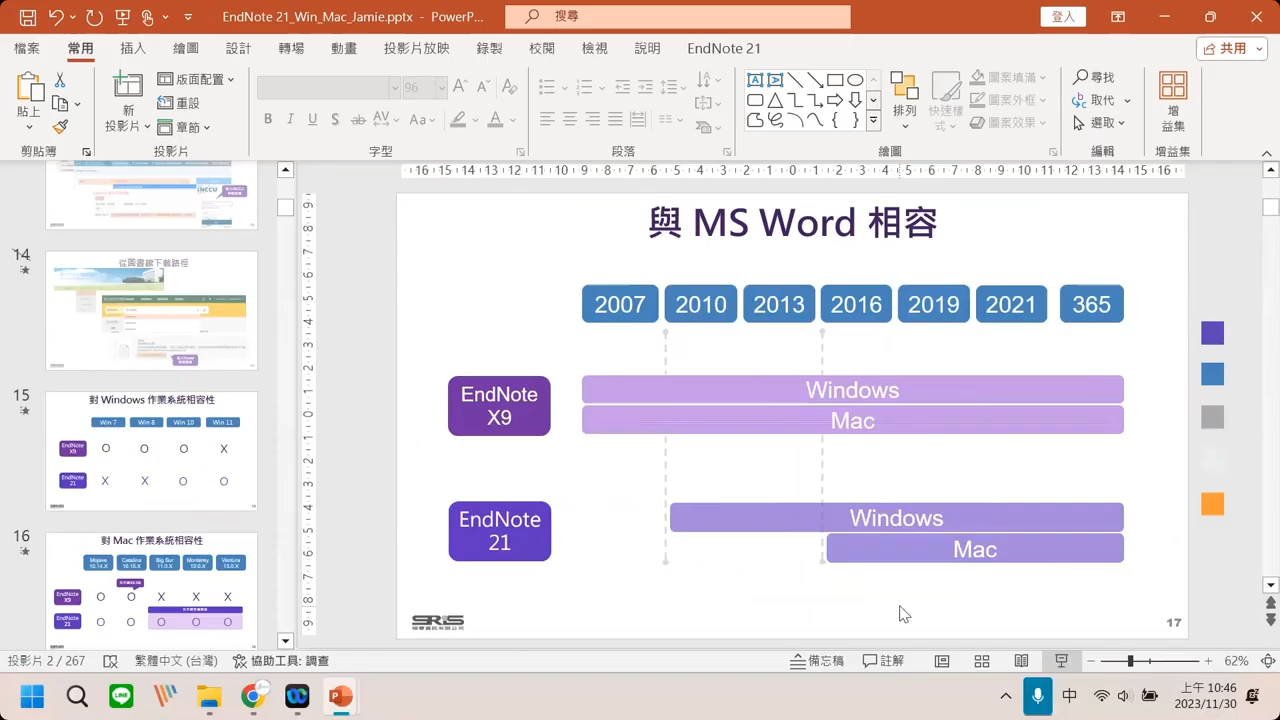 EndNote 21_Win_Mac_Jamie.pptx - PowerP...
搜尋
登入
檔案 常用 插入 繪圖 設計 轉場 動畫 投影片放映 錄製 校閱 檢視 說明 EndNote 21
共用
貼上
剪貼簿
新
投影片
版面配置
重設
章節
投影片
字型
段落
排列
快速樣
式
圖案填滿
圖案外框
圖案效果
繪圖
尋找
取代
選取
編輯
增
益集
增益集
14
從圖書館下載路徑
15
對 Windows 作業系統相容性
Win 7 Win 8 Win 10 Win 11
EndNote X9 O O O X
EndNote 21 X X O O
16
對 Mac 作業系統相容性
Mojave 10.14.X Catalina 10.15.X Big Sur 11.0.X Monterey 12.0.X Ventura 13.0.X
EndNote X9 O O X X X
EndNote 21 O O O O O
與 MS Word 相容
2007 2010 2013 2016 2019 2021 365
EndNote
X9
Windows
Mac
EndNote
21
Windows
Mac
SRIS
17
投影片 2 / 267 繁體中文 (台灣) 協助工具: 調查
備忘稿 註解 62%
中
上午 10:46
2023/11/30